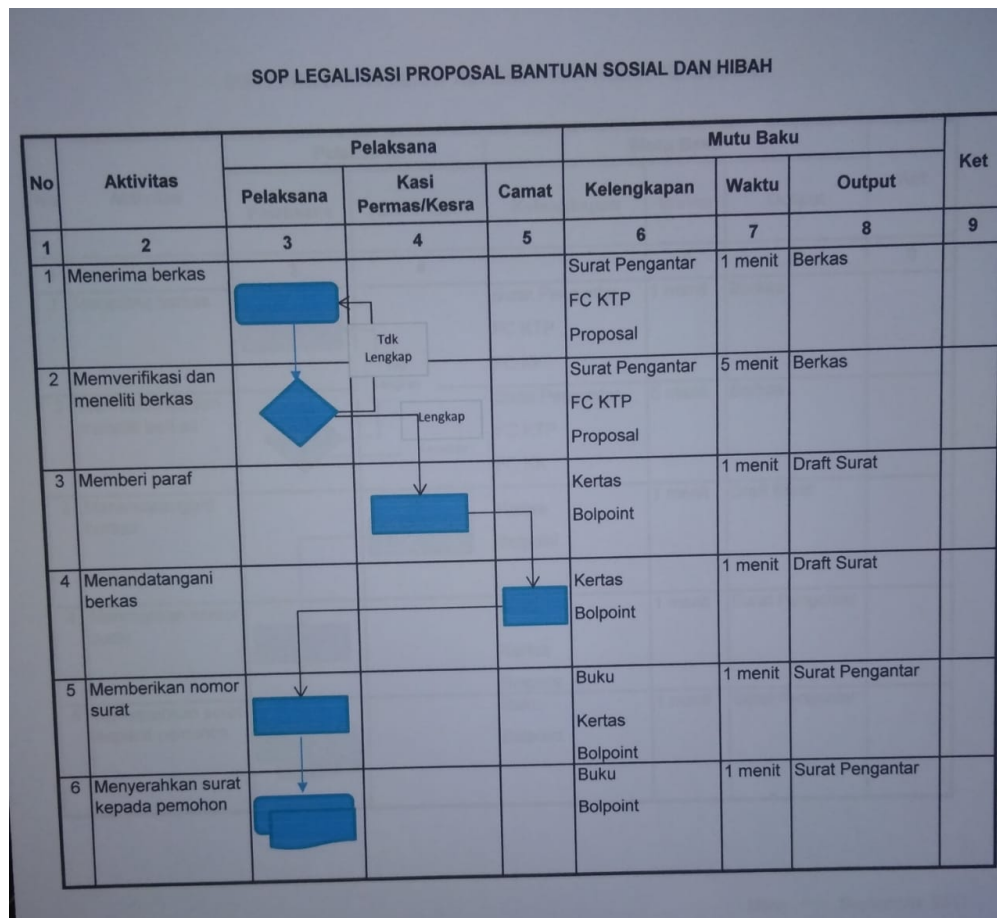 SOP LEGALISASI PROPOSAL BANTUAN SOSIAL DAN HIBAH
No Aktivitas Pelaksana Mutu Baku Ket
Pelaksana Kasi Permas/Kesra Camat Kelengkapan Waktu Output
1 2 3 4 5 6 7 8 9
1 Menerima berkas Surat Pengantar 1 menit Berkas
FC KTP
Proposal
Tdk
Lengkap
2 Memverifikasi dan Surat Pengantar 5 menit Berkas
meneliti berkas FC KTP
Lengkap
Proposal
3 Memberi paraf Kertas 1 menit Draft Surat
Bolpoint
4 Menandatangani Kertas 1 menit Draft Surat
berkas Bolpoint
5 Memberikan nomor Buku 1 menit Surat Pengantar
surat Kertas
Bolpoint
6 Menyerahkan surat Buku 1 menit Surat Pengantar
kepada pemohon Bolpoint